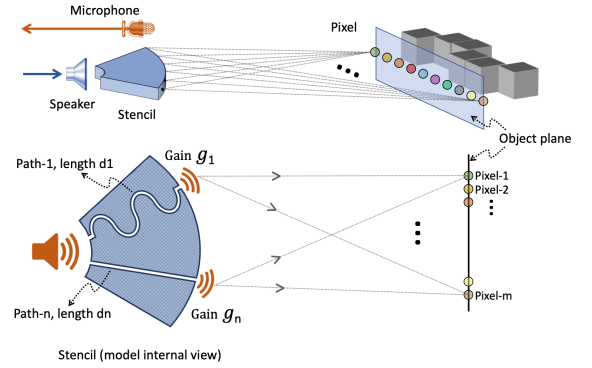 Microphone
Pixel
Speaker
Stencil
Object plane
Path-1, length d1
Gain g1
Pixel-1
Pixel-2
Pixel-m
Path-n, length dn
Gain gn
Stencil (model internal view)